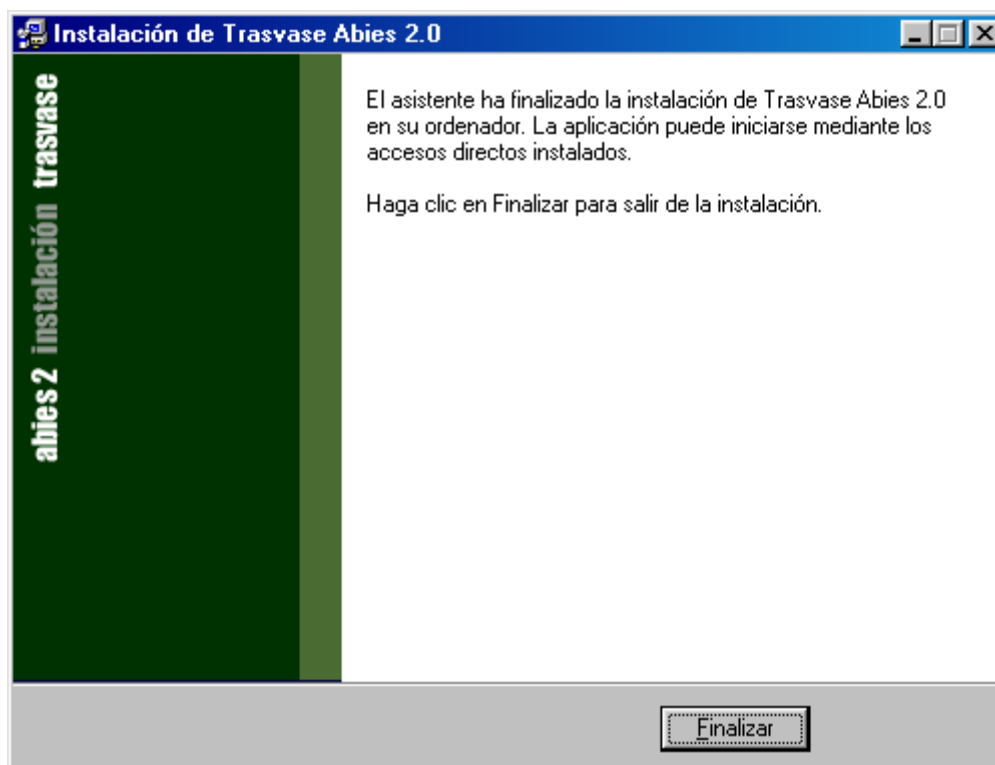 Instalación de Trasvase Abies 2.0
abies 2 instalación trasvase
El asistente ha finalizado la instalación de Trasvase Abies 2.0
en su ordenador. La aplicación puede iniciarse mediante los
accesos directos instalados.
Haga clic en Finalizar para salir de la instalación.
Finalizar